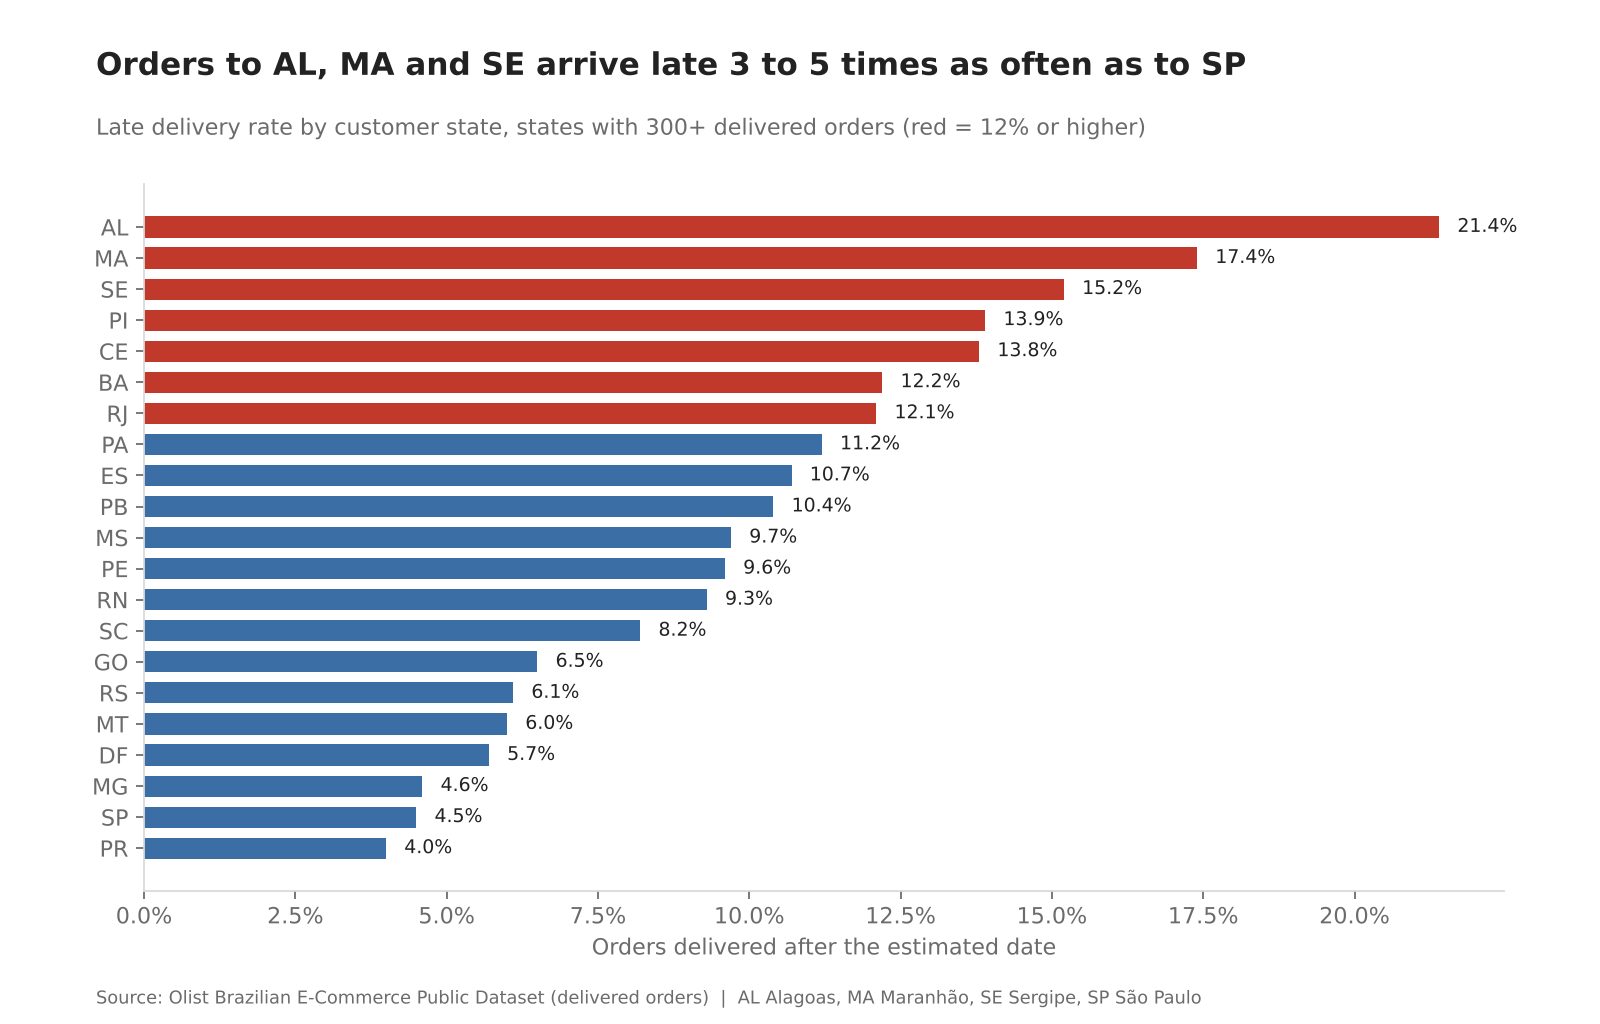 Orders to AL, MA and SE arrive late 3 to 5 times as often as to SP
Late delivery rate by customer state, states with 300+ delivered orders (red = 12% or higher)
AL 21.4%
MA 17.4%
SE 15.2%
PI 13.9%
CE 13.8%
BA 12.2%
RJ 12.1%
PA 11.2%
ES 10.7%
PB 10.4%
MS 9.7%
PE 9.6%
RN 9.3%
SC 8.2%
GO 6.5%
RS 6.1%
MT 6.0%
DF 5.7%
MG 4.6%
SP 4.5%
PR 4.0%
0.0% 2.5% 5.0% 7.5% 10.0% 12.5% 15.0% 17.5% 20.0%
Orders delivered after the estimated date
Source: Olist Brazilian E-Commerce Public Dataset (delivered orders) | AL Alagoas, MA Maranhão, SE Sergipe, SP São Paulo